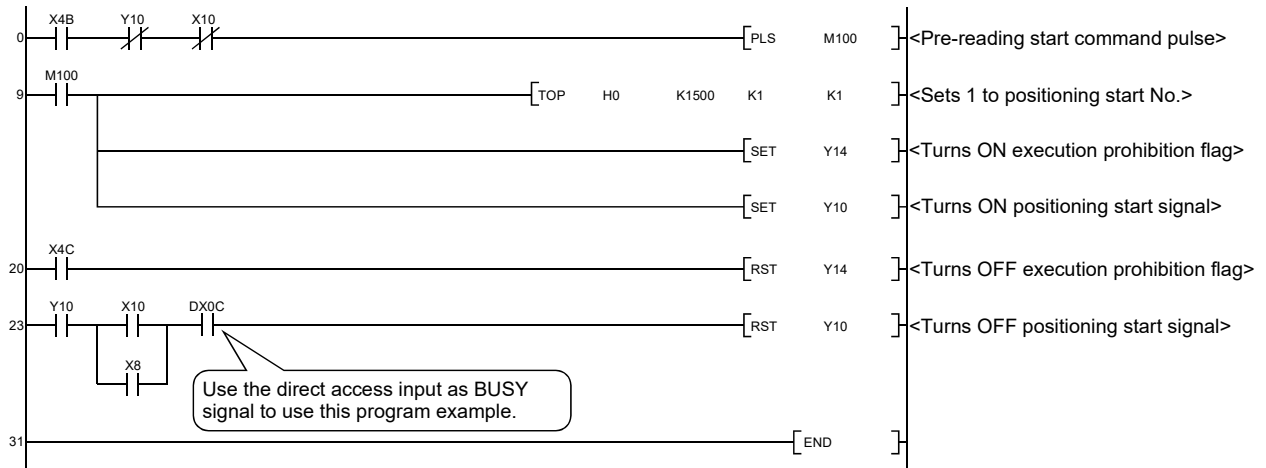 X4B Y10 X10
0 PLS M100 <Pre-reading start command pulse>
M100
9 TOP H0 K1500 K1 K1 <Sets 1 to positioning start No.>
SET Y14 <Turns ON execution prohibition flag>
SET Y10 <Turns ON positioning start signal>
X4C
20 RST Y14 <Turns OFF execution prohibition flag>
Y10 X10 DX0C
23 RST Y10 <Turns OFF positioning start signal>
X8
Use the direct access input as BUSY
signal to use this program example.
31 END